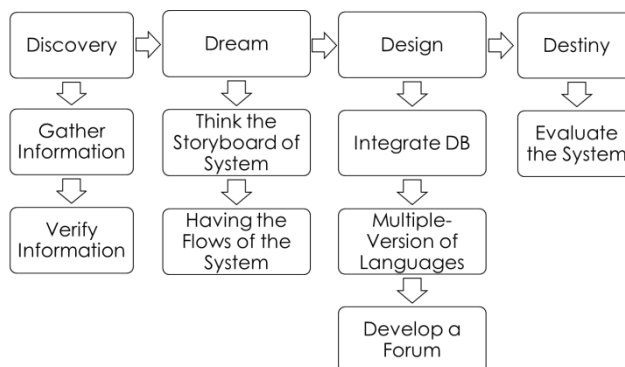 Discovery
Dream
Design
Destiny
Gather
Information
Verify
Information
Think the
Storyboard of
System
Having the
Flows of the
System
Integrate DB
Multiple-
Version of
Languages
Develop a
Forum
Evaluate
the System